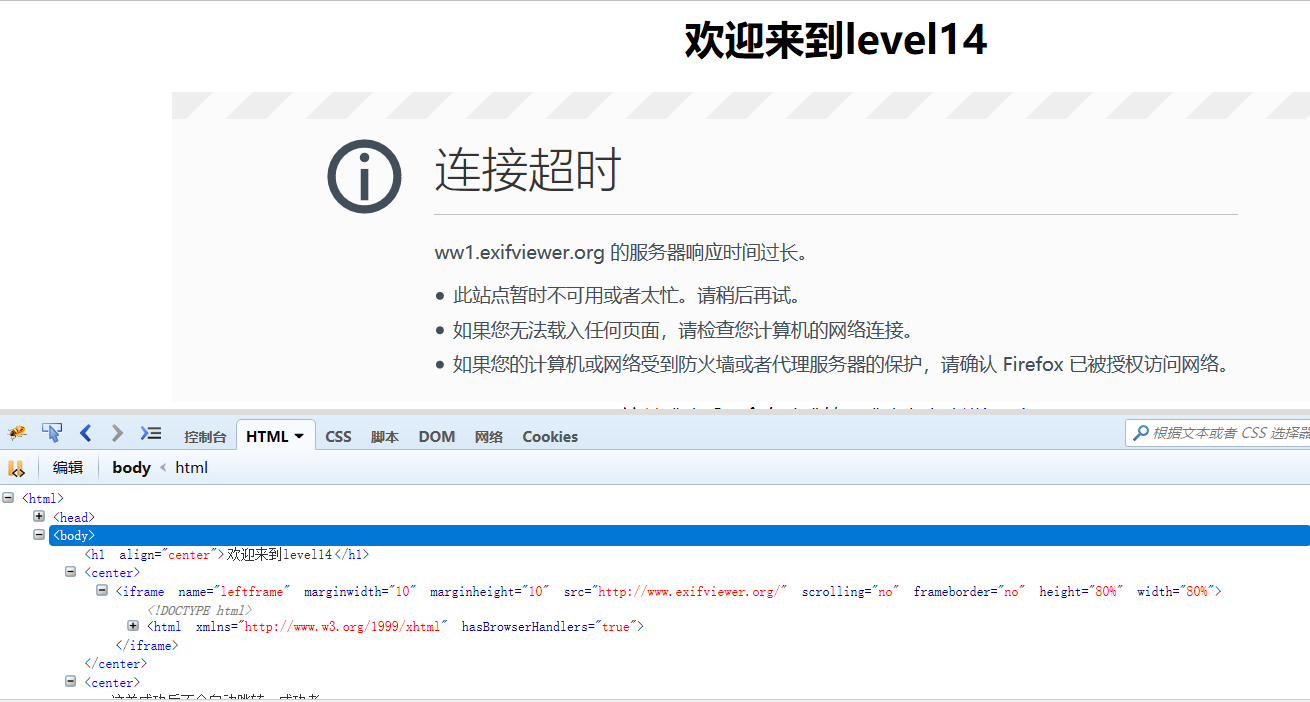 欢迎来到level14
连接超时
ww1.exifviewer.org 的服务器响应时间过长。
● 此站点暂时不可用或者太忙。请稍后再试。
● 如果您无法载入任何页面，请检查您计算机的网络连接。
● 如果您的计算机或网络受到防火墙或者代理服务器的保护，请确认 Firefox 已被授权访问网络。
控制台 HTML CSS 脚本 DOM 网络 Cookies 根据文本或者 CSS 选择器
编辑 body < html
<html>
<head>
<body>
<h1 align="center">欢迎来到level14</h1>
<center>
<iframe name="leftframe" marginwidth="10" marginheight="10" src="http://www.exifviewer.org/" scrolling="no" frameborder="no" height="80%" width="80%">
<!DOCTYPE html>
<html xmlns="http://www.w3.org/1999/xhtml" hasBrowserHandlers="true">
</iframe>
</center>
<center>